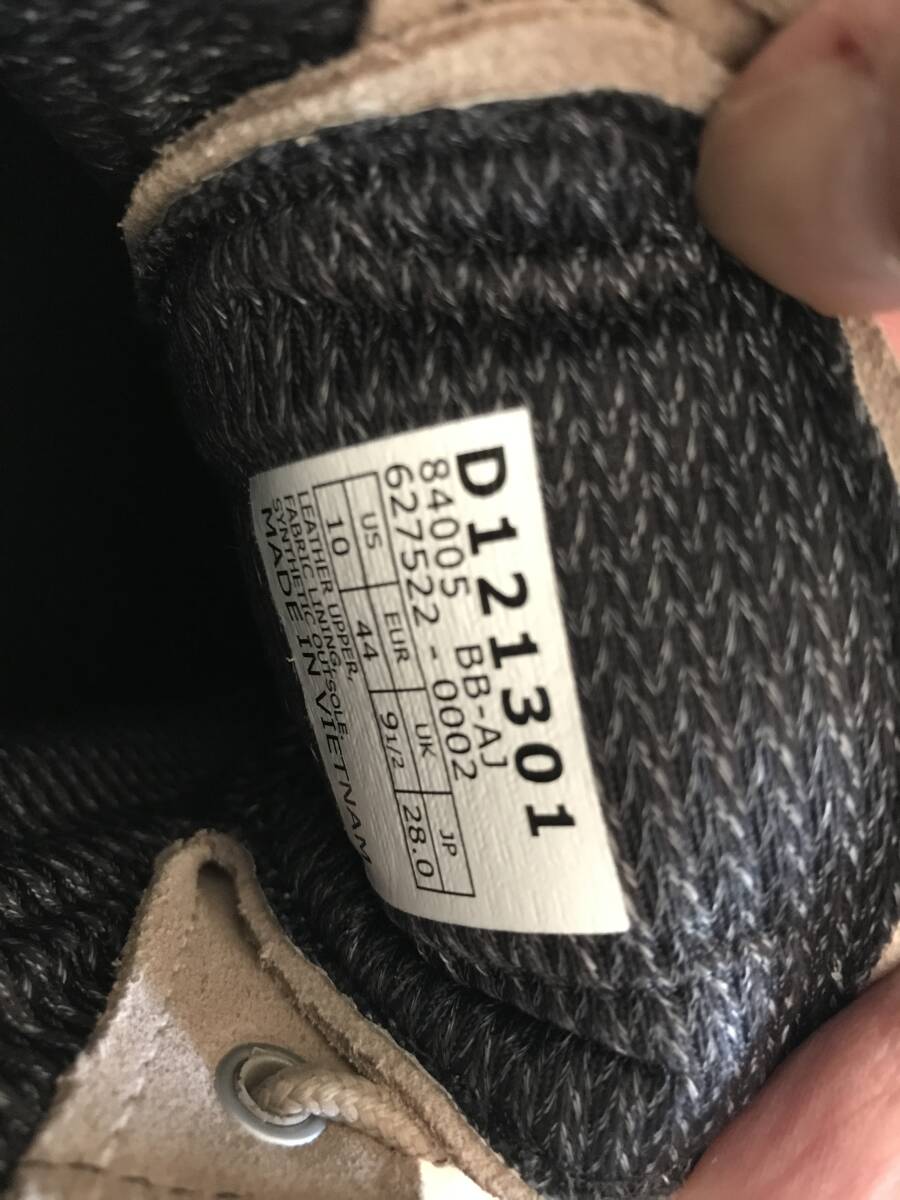 D121301
84005 BB-AJ
627522-0002
US EUR UK JP
10 44 91/2 28.0
LEATHER UPPER,
FABRIC LINING,
SYNTHETIC OUTSOLE.
MADE IN VIETNAM